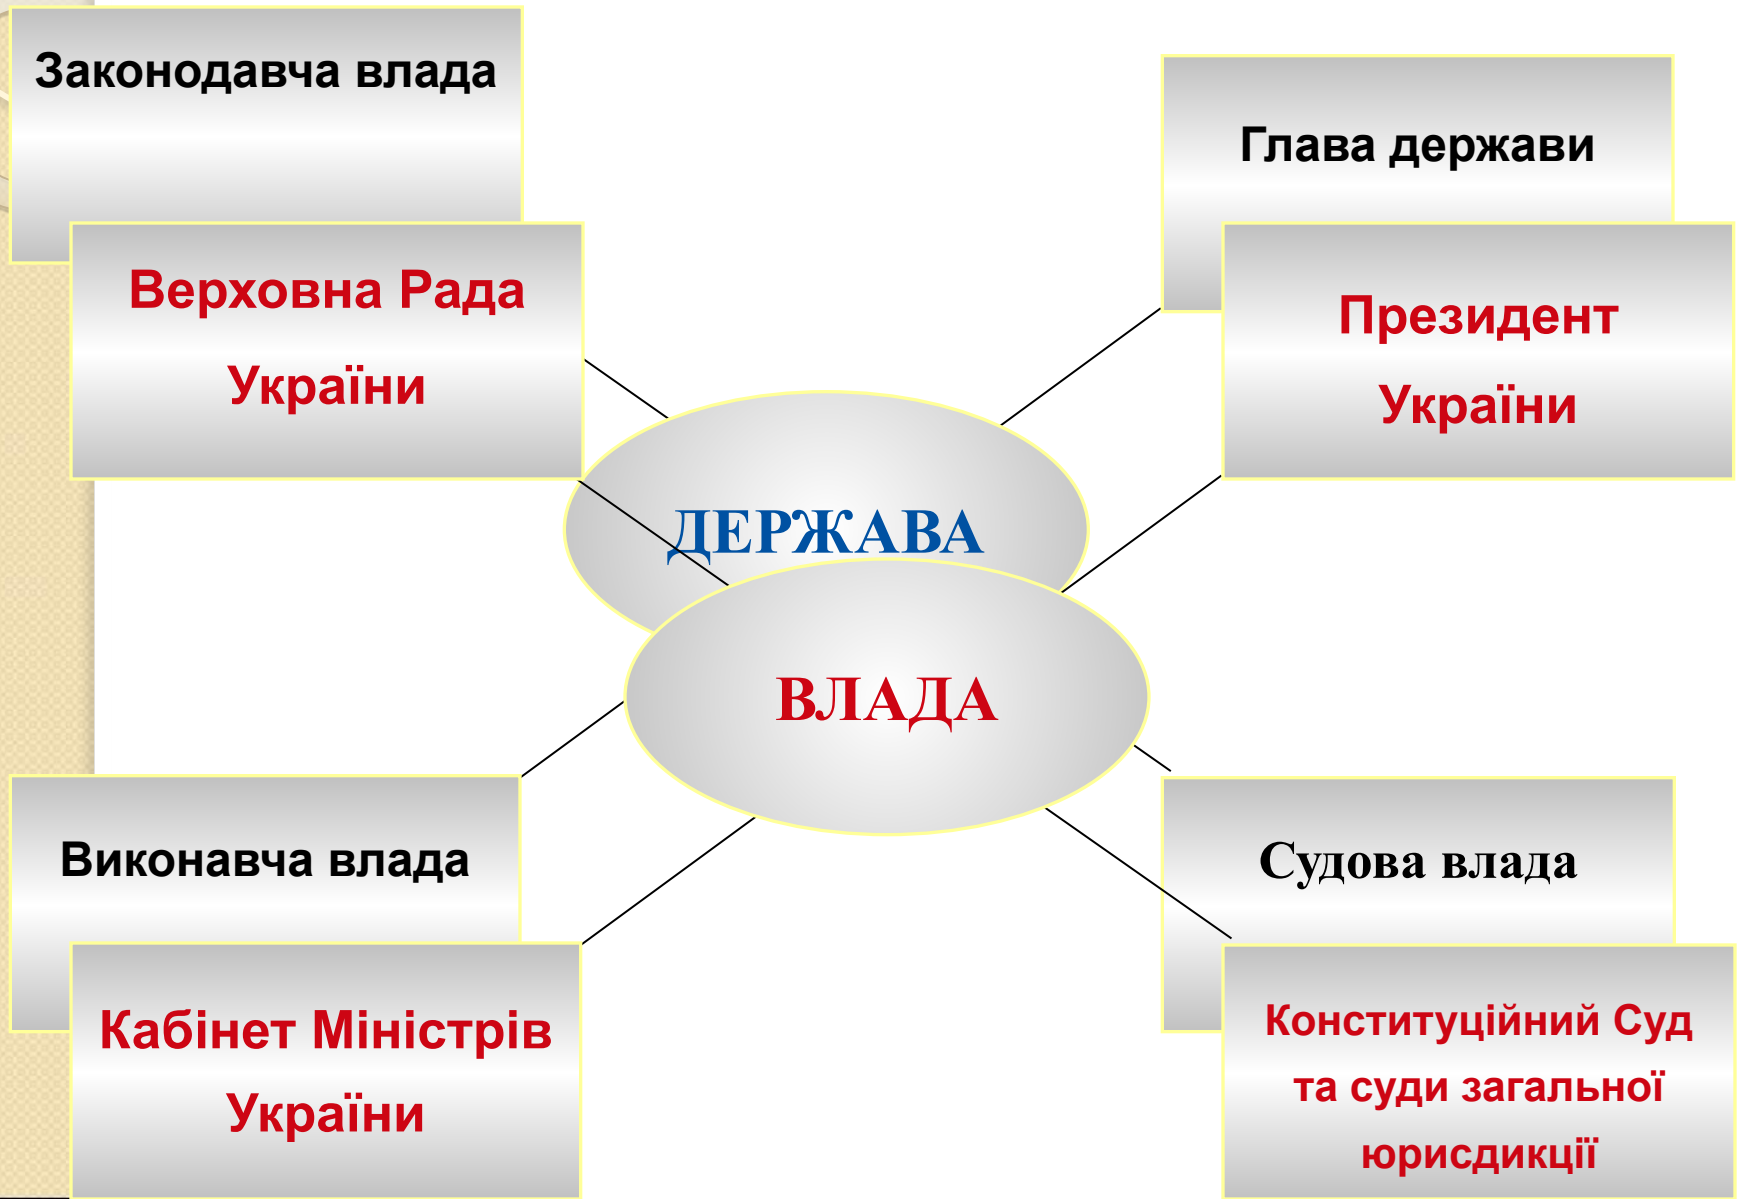 Законодавча влада
Верховна Рада
України
Глава держави
Президент
України
ДЕРЖАВА
ВЛАДА
Виконавча влада
Кабінет Міністрів
України
Судова влада
Конституційний Суд
та суди загальної
юрисдикції